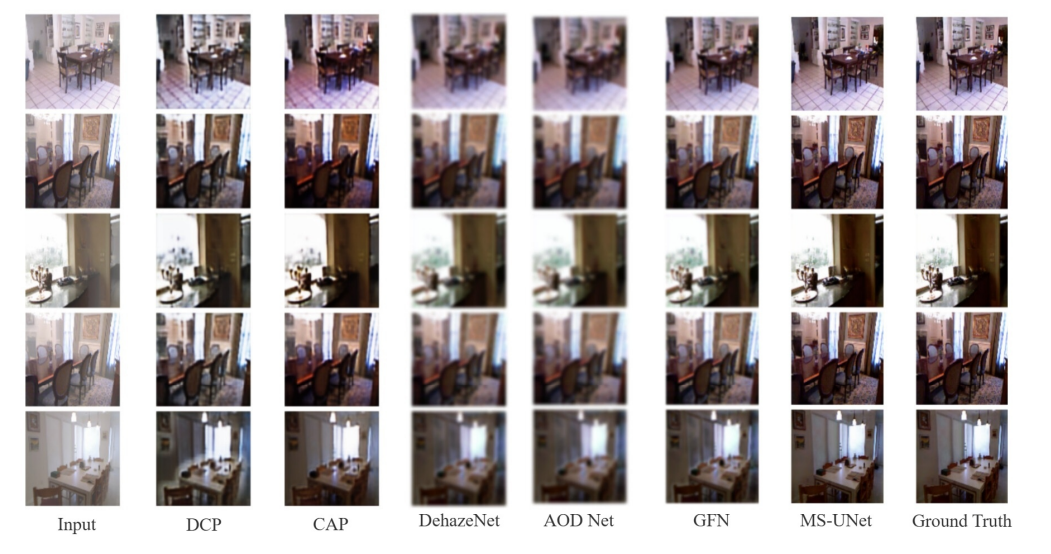 Input
DCP
CAP
DehazeNet
AOD Net
GFN
MS-UNet
Ground Truth